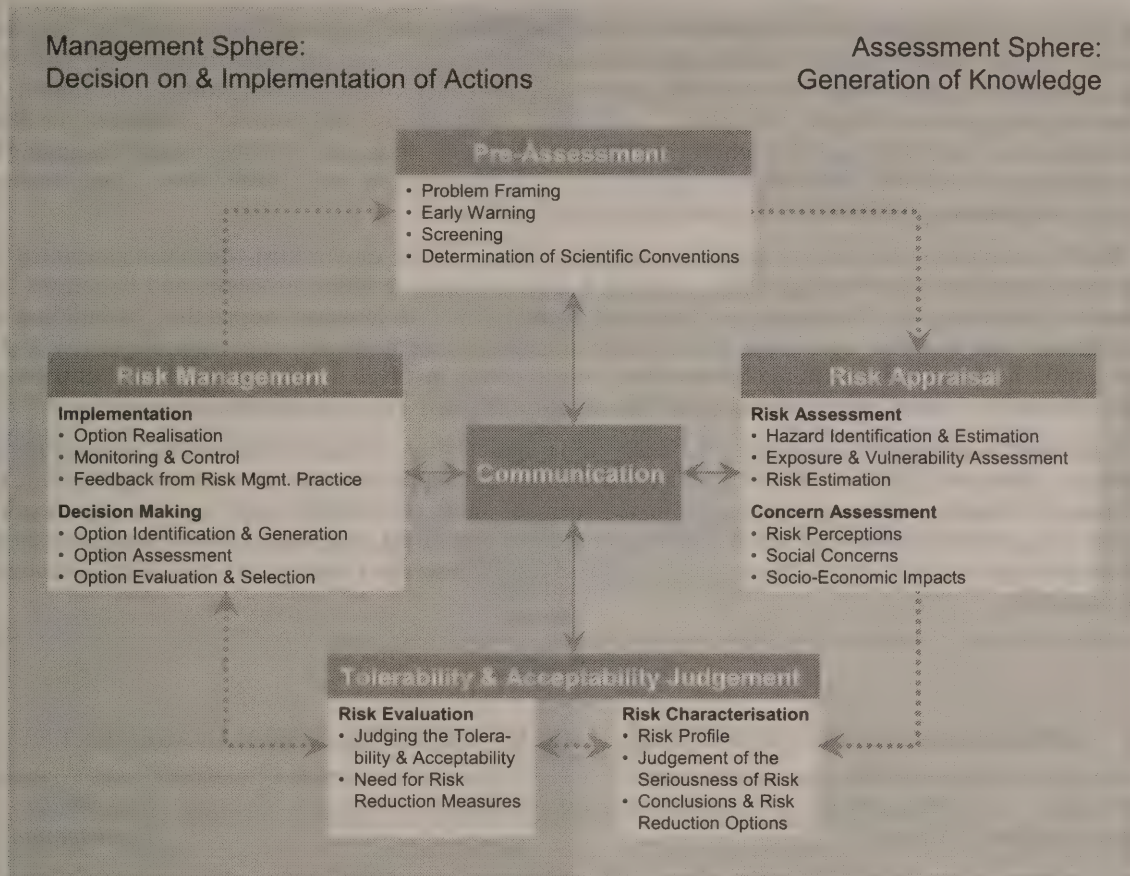 Management Sphere:
Decision on & Implementation of Actions
Assessment Sphere:
Generation of Knowledge
Pre-Assessment
• Problem Framing
• Early Warning
• Screening
• Determination of Scientific Conventions
Risk Management
Implementation
• Option Realisation
• Monitoring & Control
• Feedback from Risk Mgmt. Practice
Decision Making
• Option Identification & Generation
• Option Assessment
• Option Evaluation & Selection
Communication
Risk Appraisal
Risk Assessment
• Hazard Identification & Estimation
• Exposure & Vulnerability Assessment
• Risk Estimation
Concern Assessment
• Risk Perceptions
• Social Concerns
• Socio-Economic Impacts
Tolerability & Acceptability Judgement
Risk Evaluation
• Judging the Tolera-
bility & Acceptability
• Need for Risk
Reduction Measures
Risk Characterisation
• Risk Profile
• Judgement of the
Seriousness of Risk
• Conclusions & Risk
Reduction Options